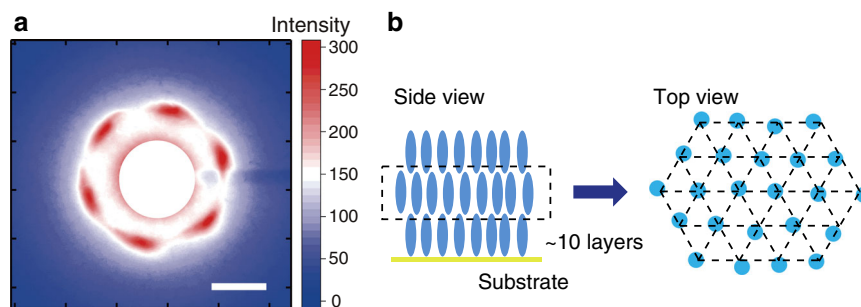 a
Intensity
300
250
200
150
100
50
0
b
Side view
Top view
~10 layers
Substrate